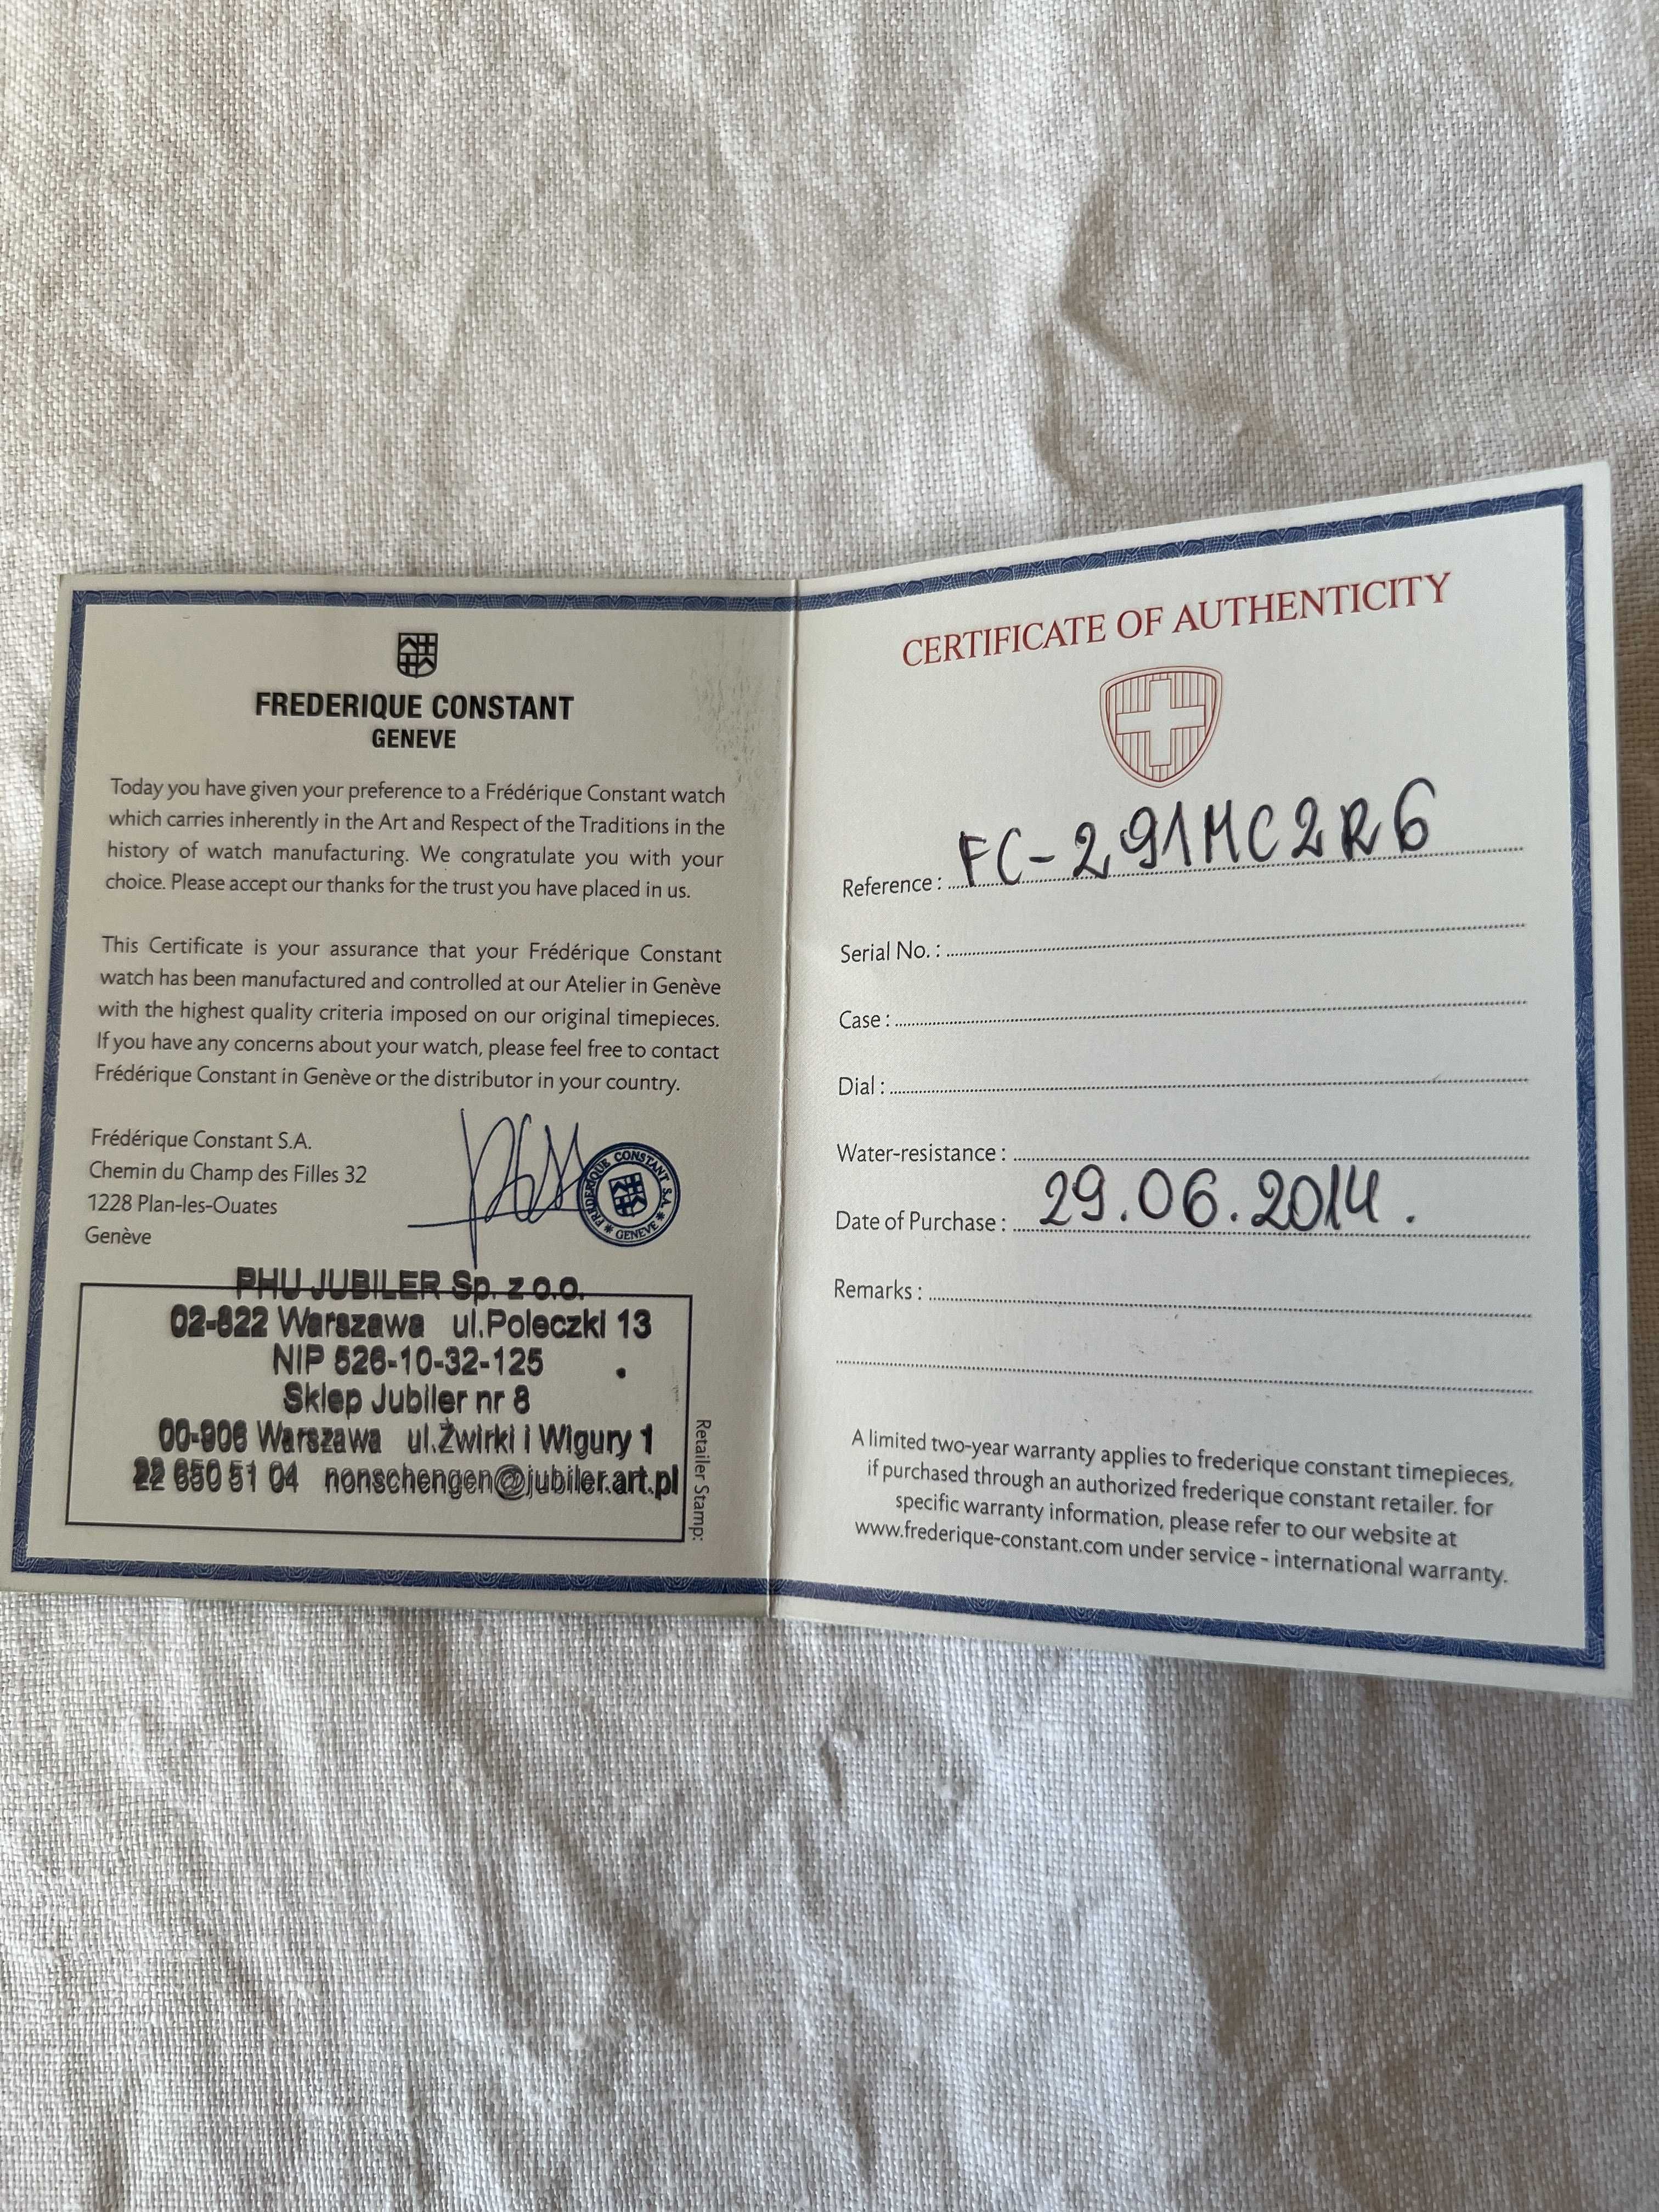 FREDERIQUE CONSTANT
GENEVE
Today you have given your preference to a Frédérique Constant watch
which carries inherently in the Art and Respect of the Traditions in the
history of watch manufacturing. We congratulate you with your
choice. Please accept our thanks for the trust you have placed in us.
This Certificate is your assurance that your Frédérique Constant
watch has been manufactured and controlled at our Atelier in Genève
with the highest quality criteria imposed on our original timepieces.
If you have any concerns about your watch, please feel free to contact
Frédérique Constant in Genève or the distributor in your country.
Frédérique Constant S.A.
Chemin du Champ des Filles 32
1228 Plan-les-Ouates
Genève
FRÉDÉRIQUE CONSTANT S.A.
GENEVE
PHU JUBILER Sp. z o.o.
02-822 Warszawa ul.Poleczki 13
NIP 526-10-32-125
Sklep Jubiler nr 8
00-906 Warszawa ul.Żwirki i Wigury 1
22 650 51 04 nonschengen@jubiler.art.pl
Retailer Stamp:
CERTIFICATE OF AUTHENTICITY
Reference : FC-291MC2R6
Serial No. :
Case :
Dial :
Water-resistance :
Date of Purchase : 29.06.2014.
Remarks :
A limited two-year warranty applies to frederique constant timepieces,
if purchased through an authorized frederique constant retailer. for
specific warranty information, please refer to our website at
www.frederique-constant.com under service - international warranty.